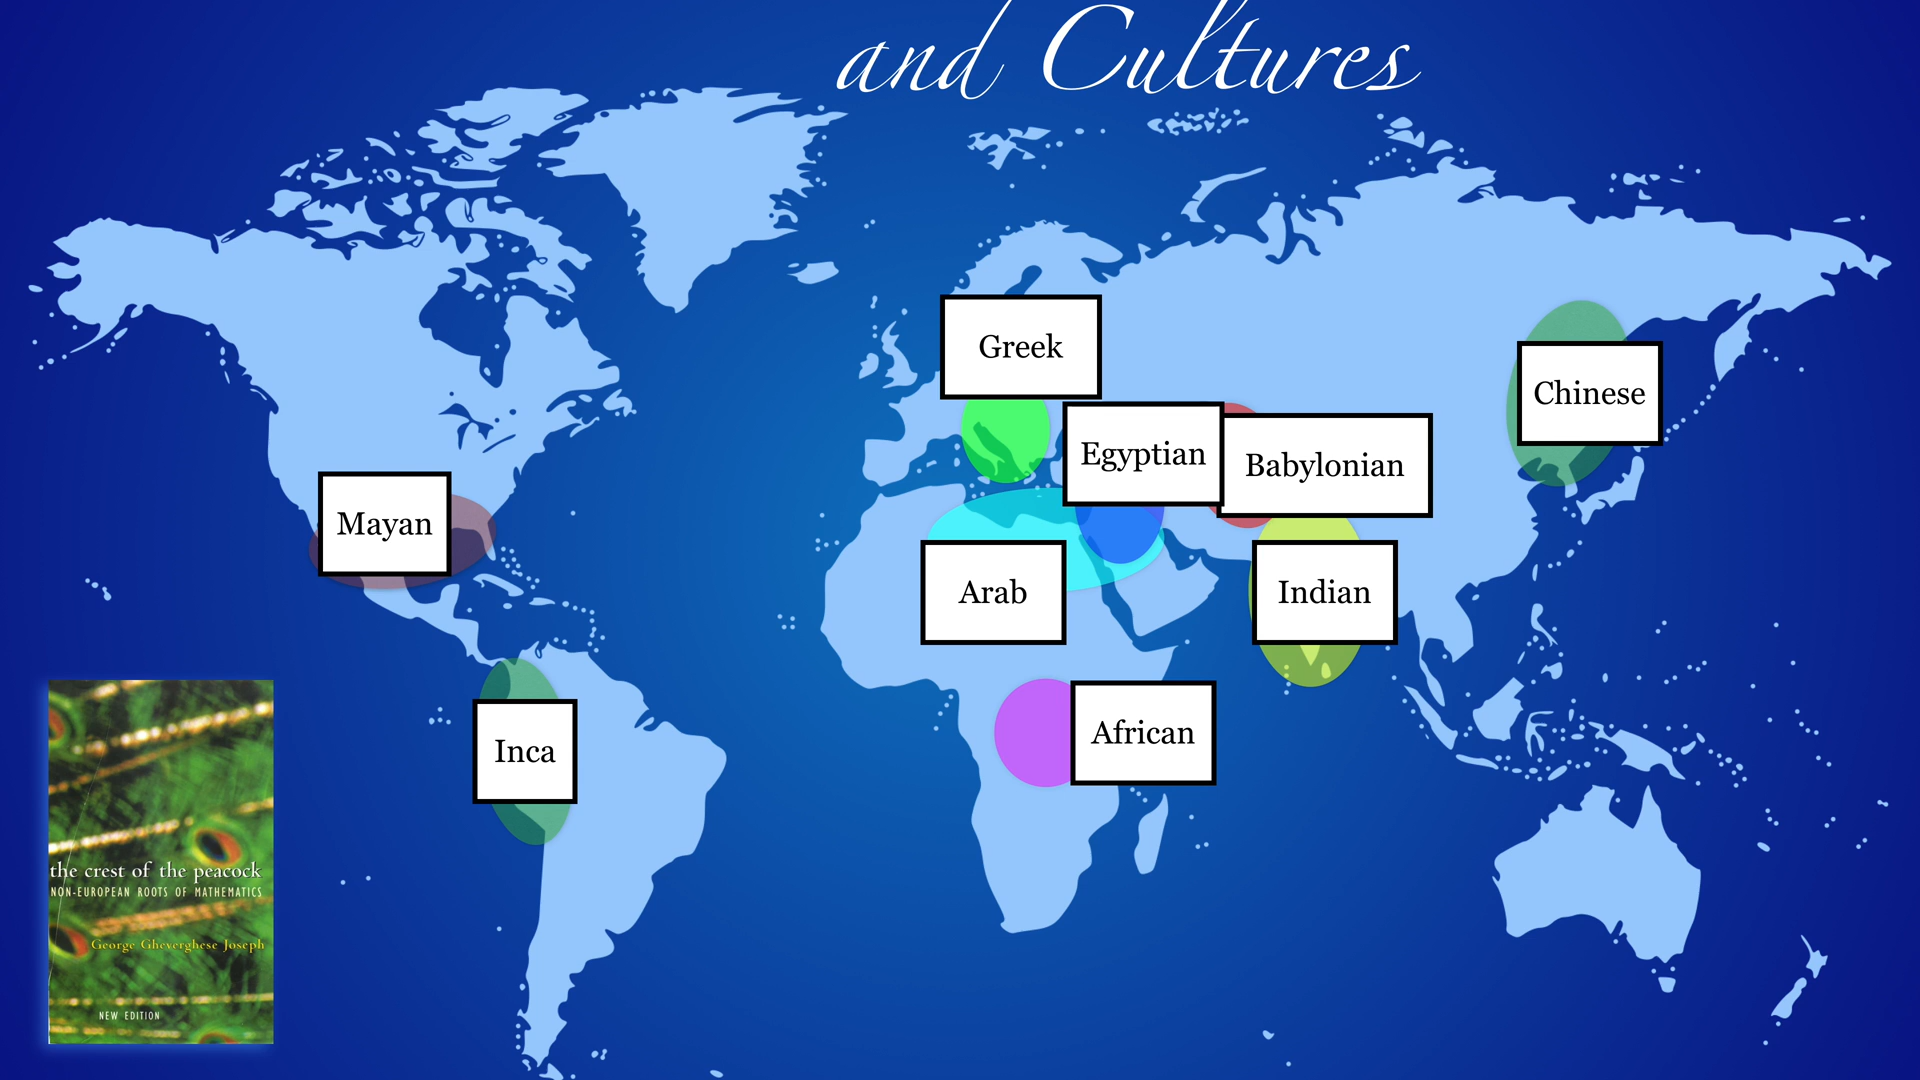 and Cultures
Greek
Chinese
Egyptian
Babylonian
Mayan
Arab
Indian
African
Inca
the crest of the peacock
NON-EUROPEAN ROOTS OF MATHEMATICS
George Gheverghese Joseph
NEW EDITION